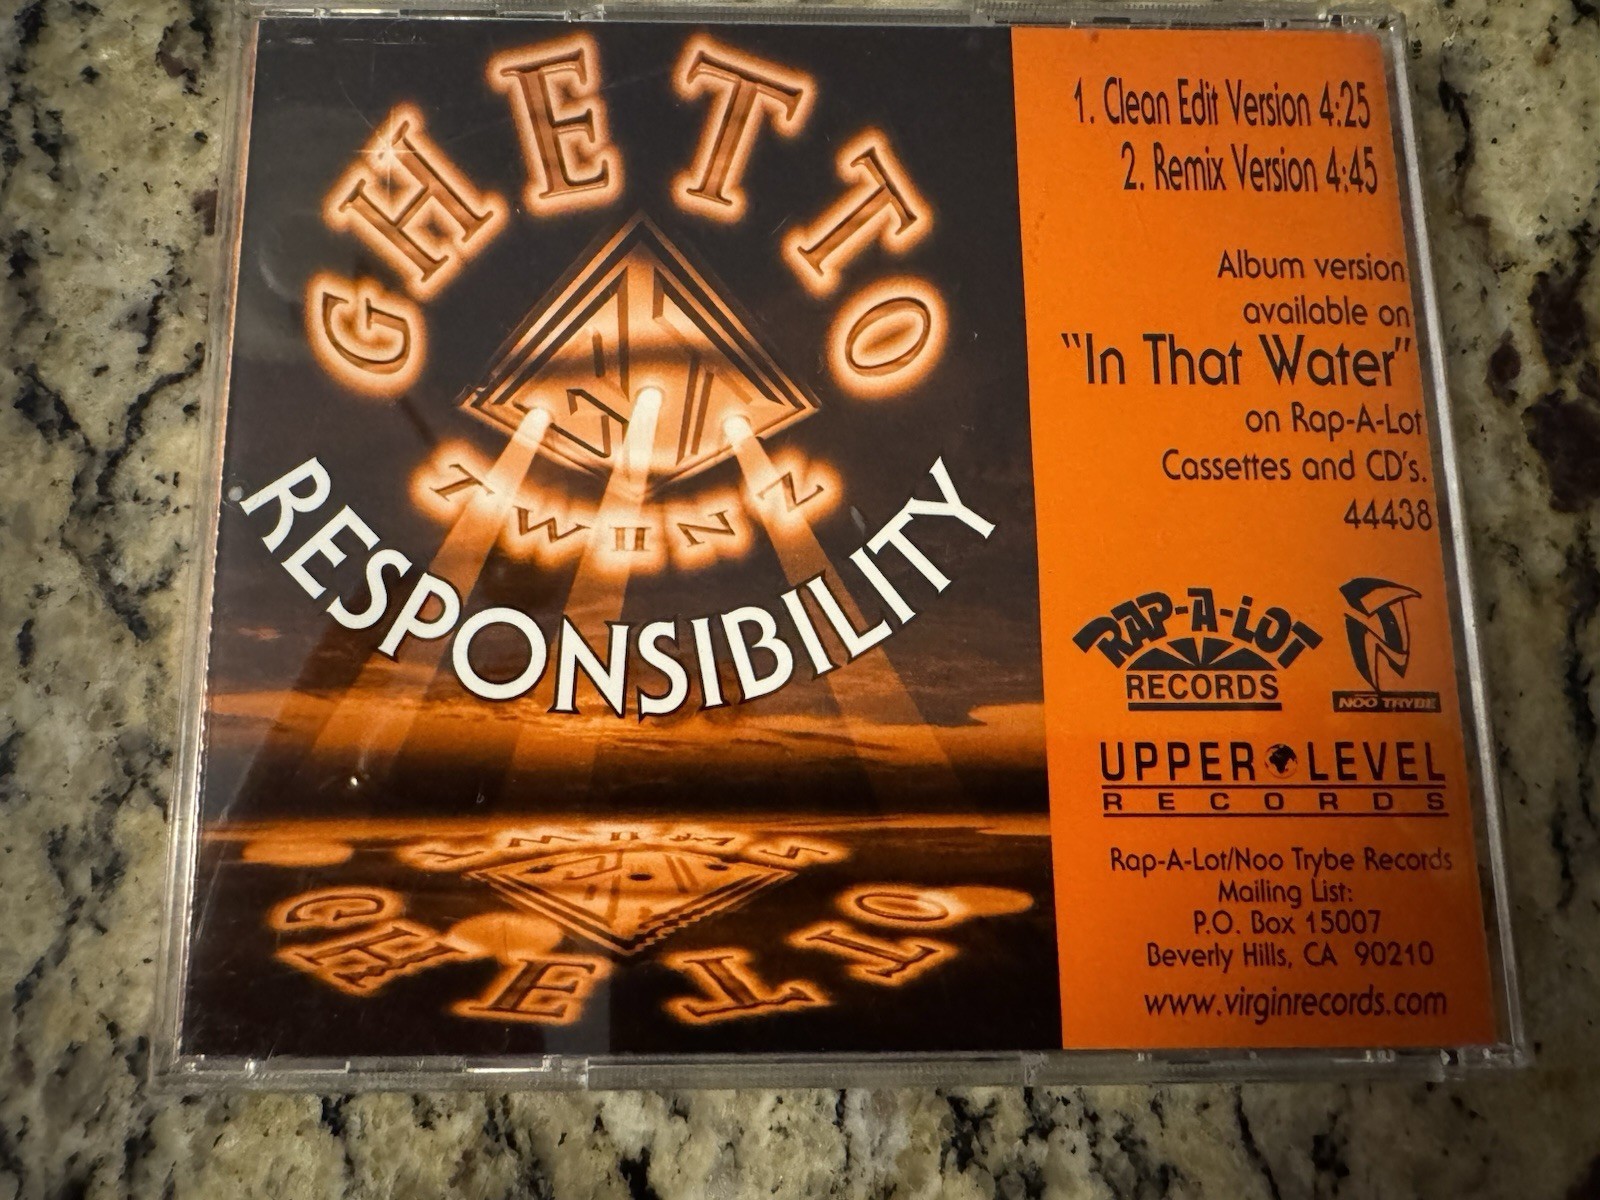 GHETTO
TWIINN
RESPONSIBILITY
GHETTO
1. Clean Edit Version 4:25
2. Remix Version 4:45
Album version
available on
"In That Water"
on Rap-A-Lot
Cassettes and CD's.
44438
RAP-A-LOT
RECORDS
NOO TRYBE
UPPER LEVEL
RECORDS
Rap-A-Lot/Noo Trybe Records
Mailing List:
P.O. Box 15007
Beverly Hills, CA 90210
www.virginrecords.com